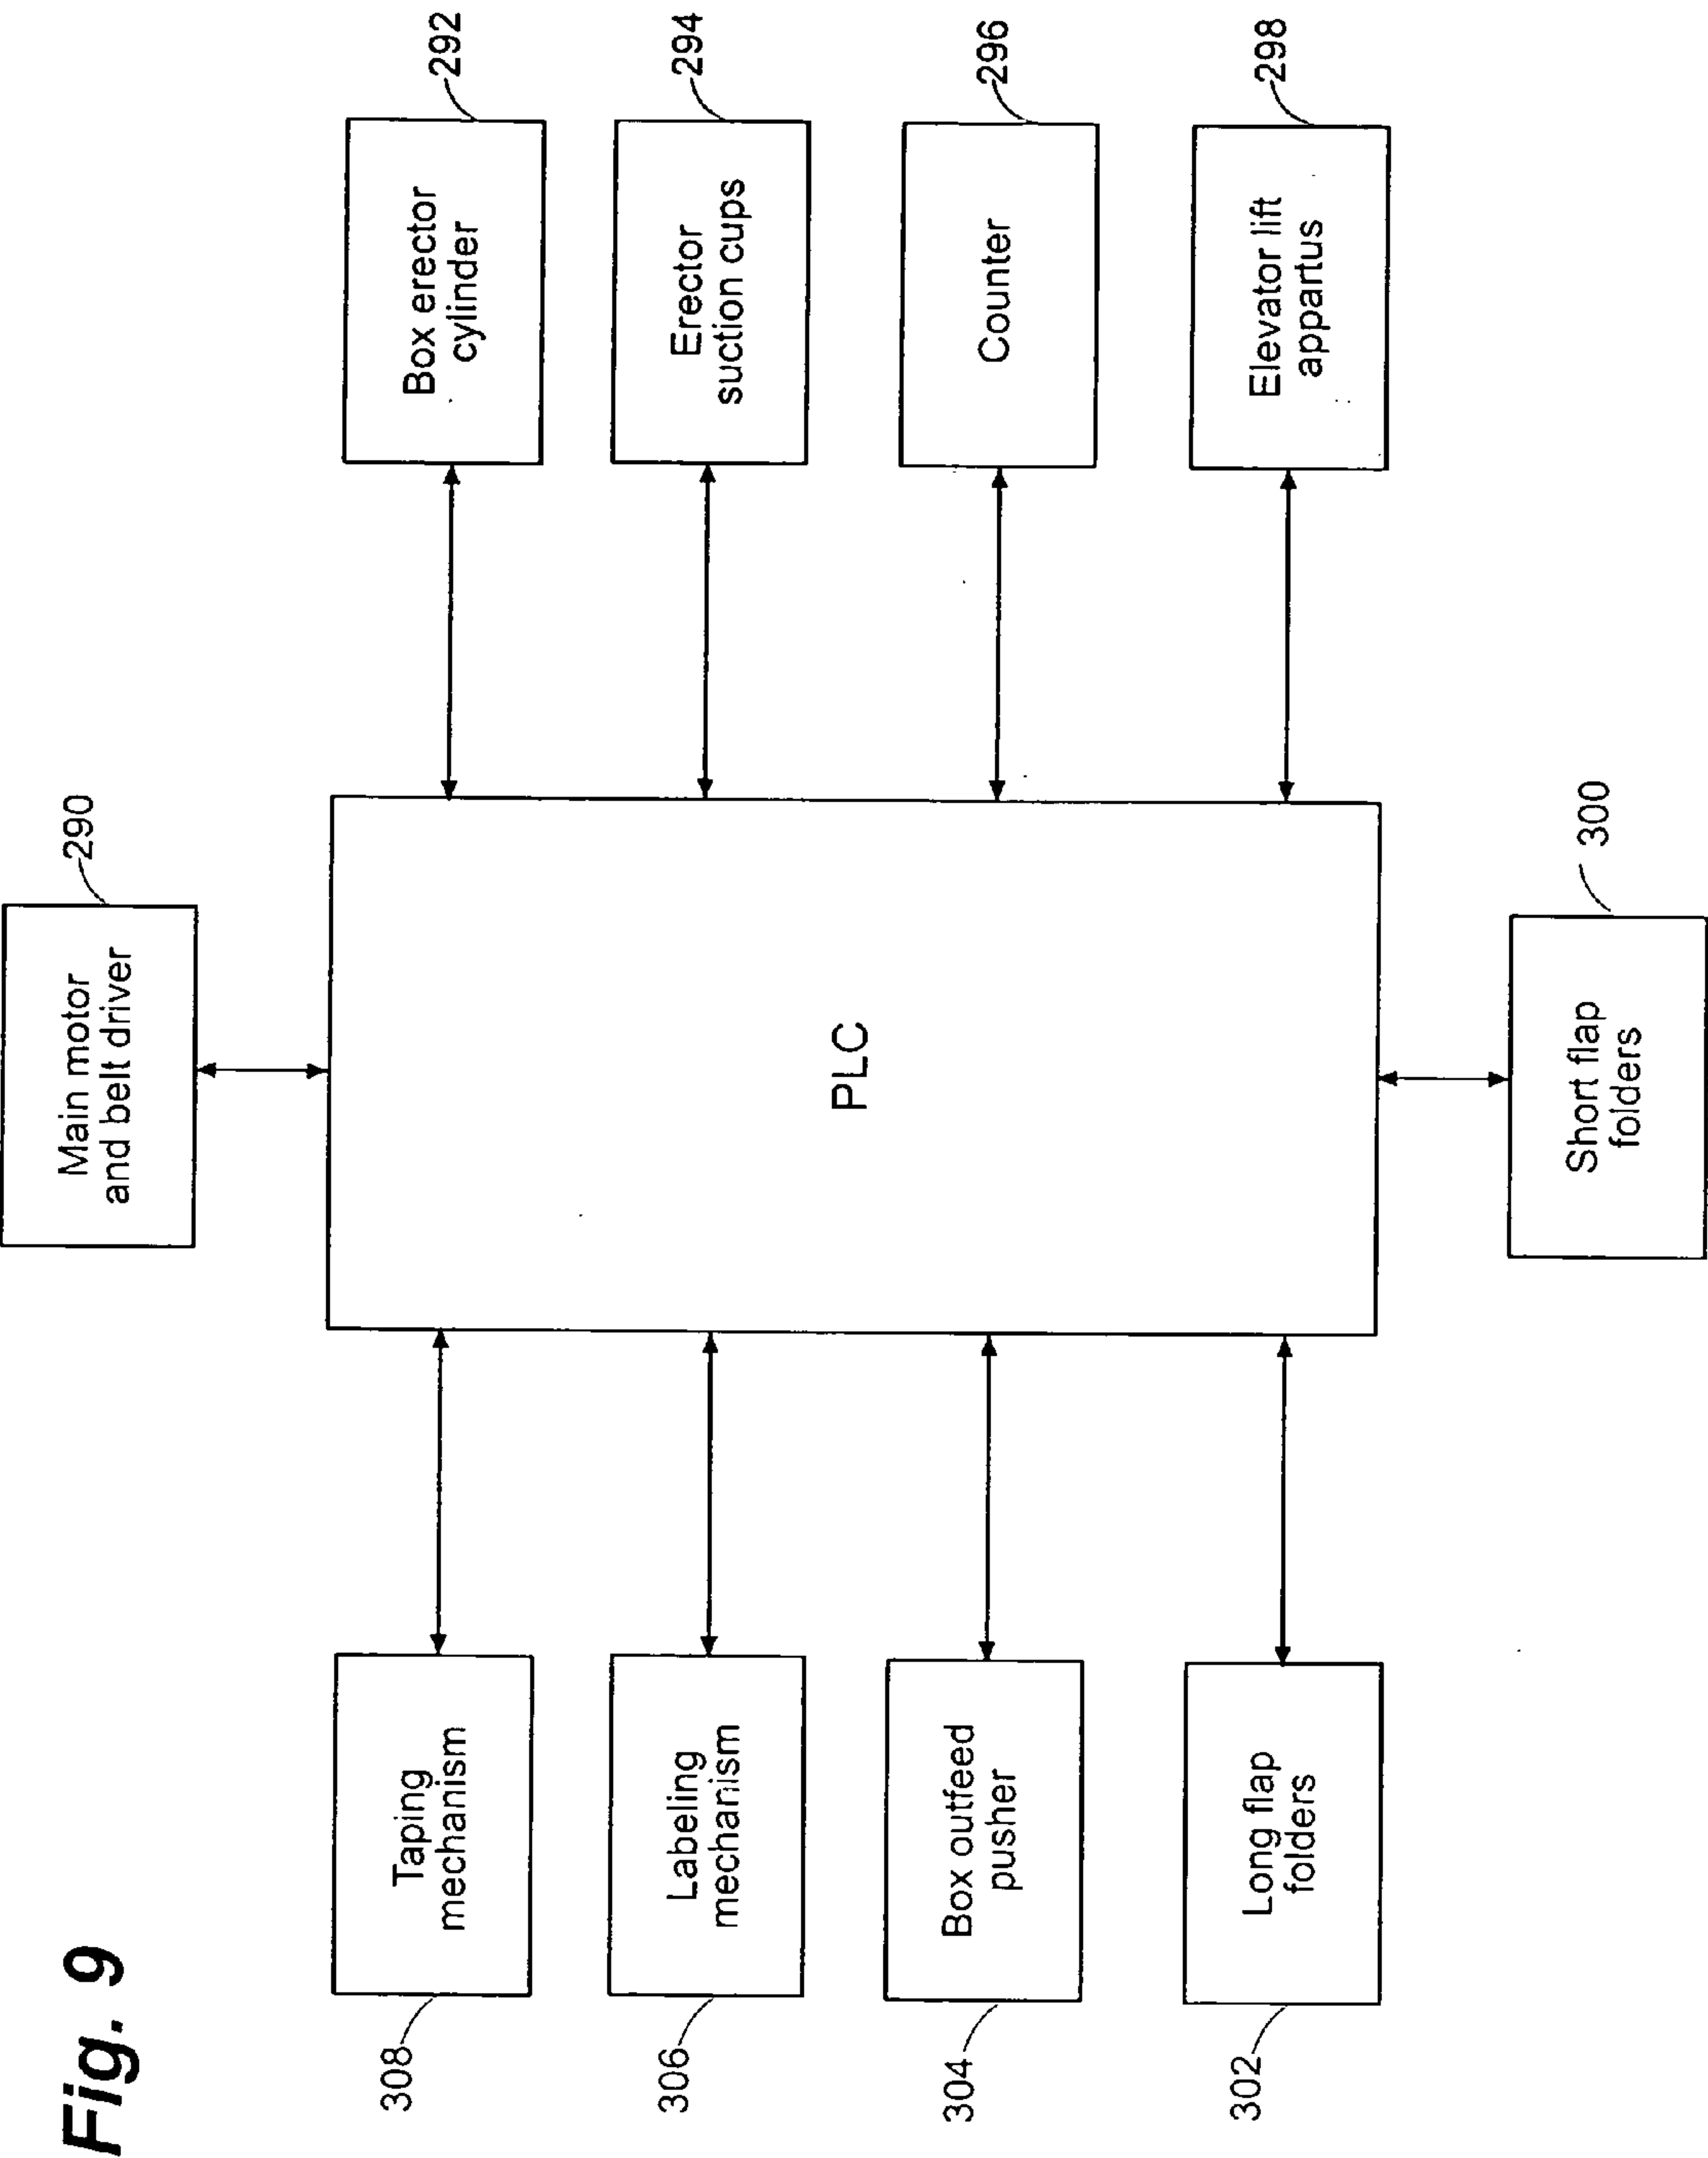 Fig. 9
Main motor
and belt driver
290
Taping
mechanism
308
Labeling
mechanism
306
Box outfeed
pusher
304
Long flap
folders
302
PLC
Box erector
cylinder
292
Erector
suction cups
294
Counter
296
Elevator lift
appartus
298
Short flap
folders
300